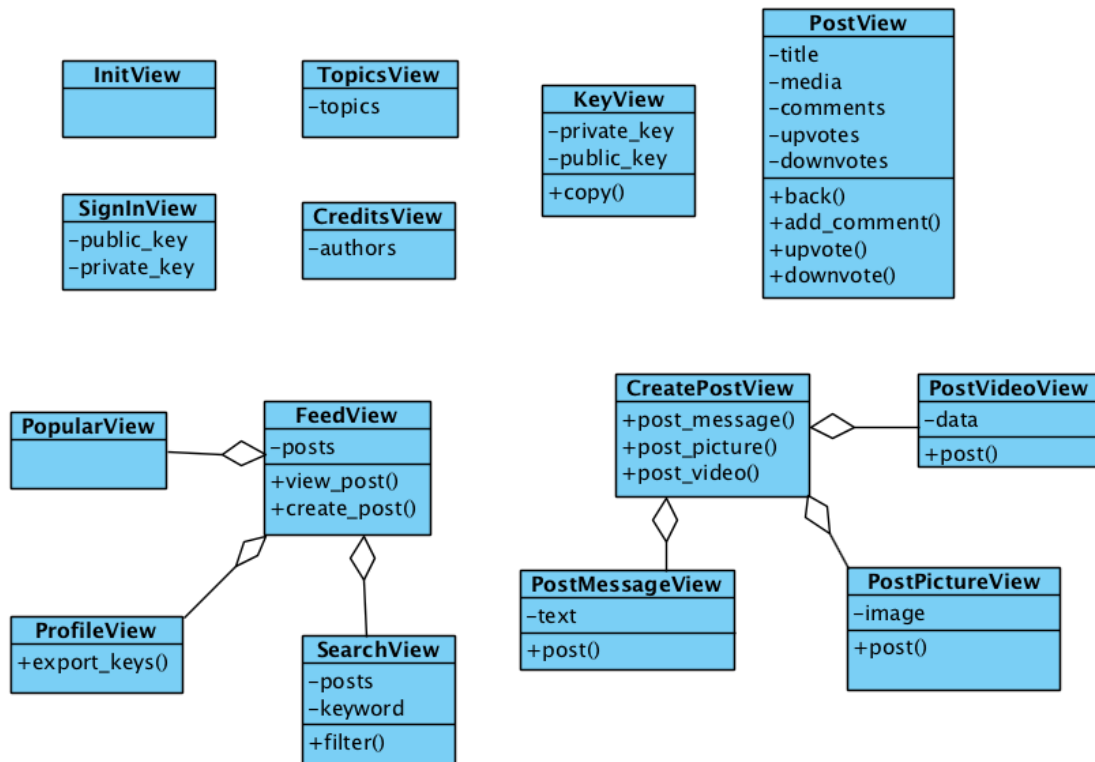 InitView
TopicsView
-topics
KeyView
-private_key
-public_key
+copy()
PostView
-title
-media
-comments
-upvotes
-downvotes
+back()
+add_comment()
+upvote()
+downvote()
SignInView
-public_key
-private_key
CreditsView
-authors
PopularView
FeedView
-posts
+view_post()
+create_post()
ProfileView
+export_keys()
SearchView
-posts
-keyword
+filter()
CreatePostView
+post_message()
+post_picture()
+post_video()
PostVideoView
-data
+post()
PostMessageView
-text
+post()
PostPictureView
-image
+post()